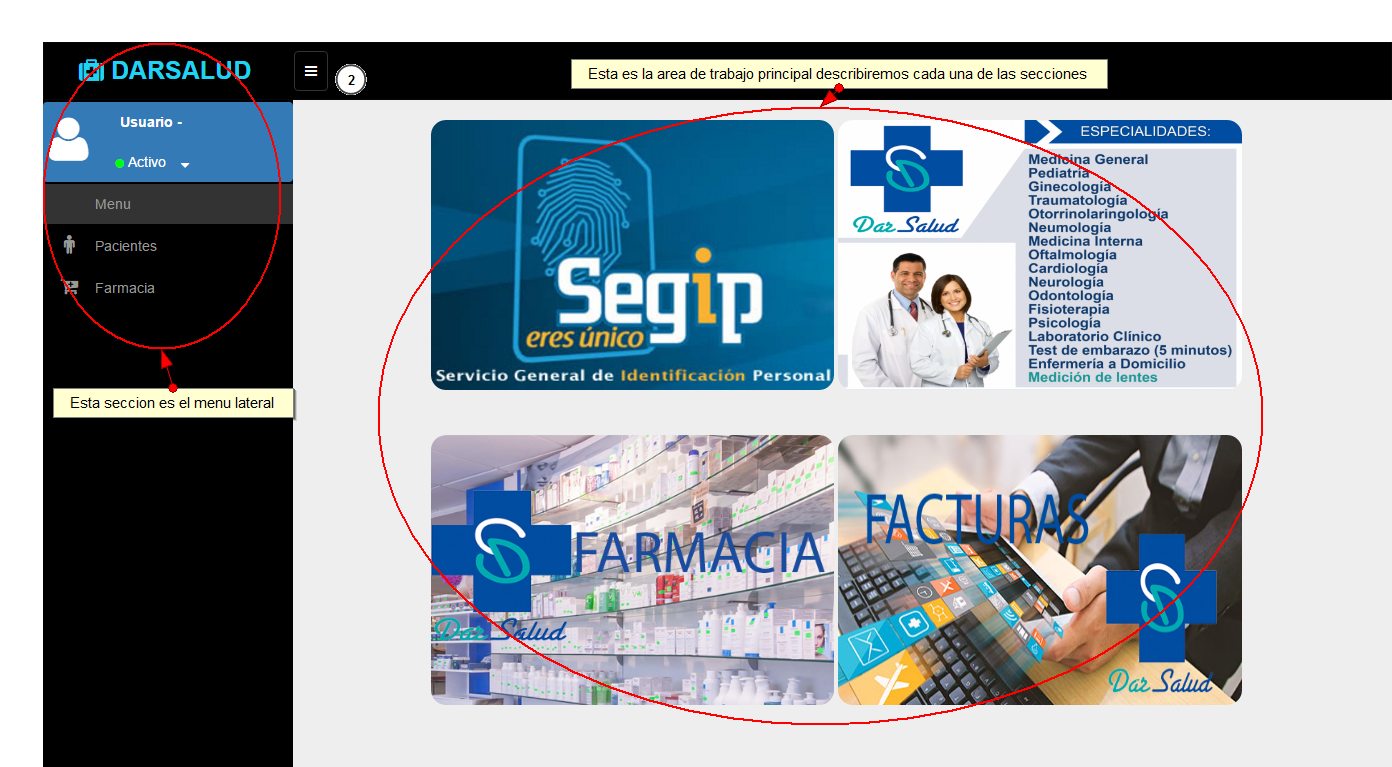 DARSALUD
2
Esta es la area de trabajo principal describiremos cada una de las secciones
Usuario -
Activo
Menu
Pacientes
Farmacia
Esta seccion es el menu lateral
Segip
eres único
Servicio General de Identificación Personal
Dar Salud
ESPECIALIDADES:
Medicina General
Pediatría
Ginecología
Traumatología
Otorrinolaringología
Neumología
Medicina Interna
Oftalmología
Cardiología
Neurología
Odontología
Fisioterapia
Psicología
Laboratorio Clínico
Test de embarazo (5 minutos)
Enfermería a Domicilio
Medición de lentes
FARMACIA
Dar Salud
FACTURAS
Dar Salud